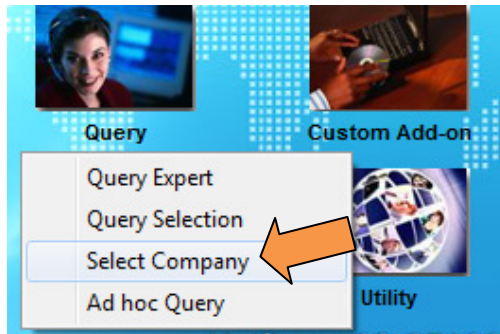 Query
Custom Add-on
Query Expert
Query Selection
Select Company
Ad hoc Query
Utility